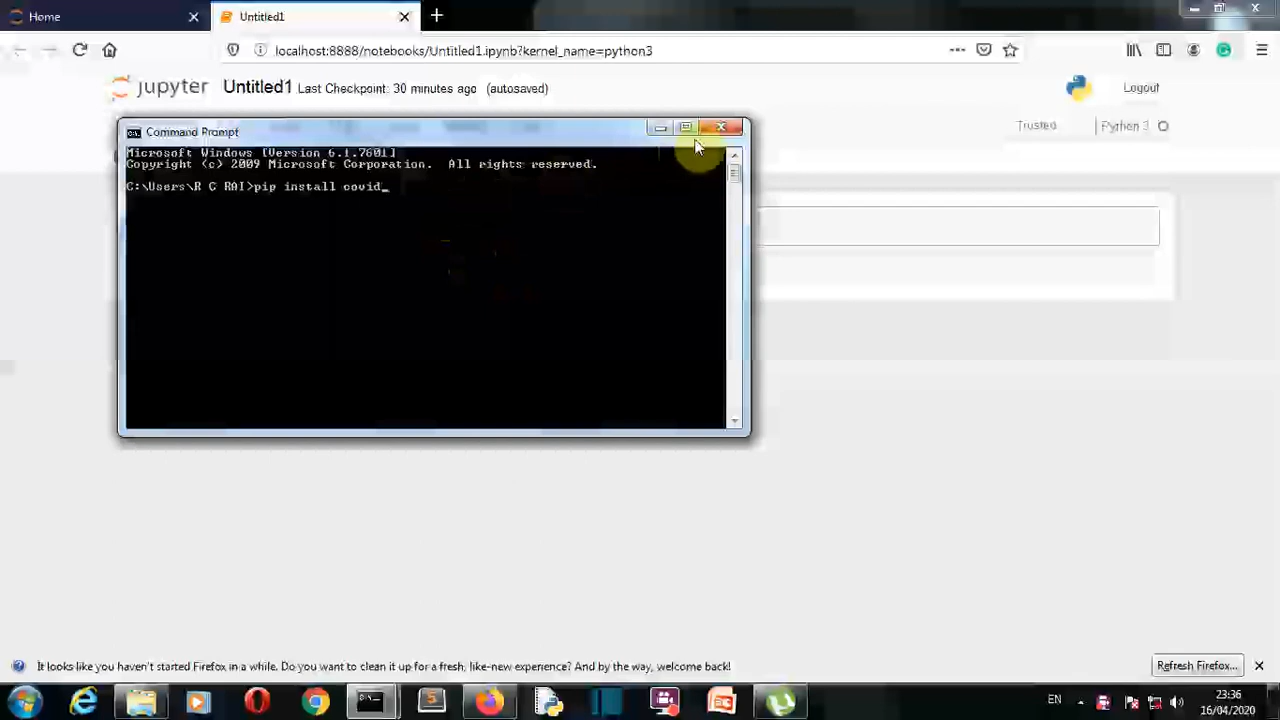 Home
Untitled1
localhost:8888/notebooks/Untitled1.ipynb?kernel_name=python3
jupyter Untitled1 Last Checkpoint: 30 minutes ago (autosaved)
Logout
Trusted
Python 3
Command Prompt
Microsoft Windows [Version 6.1.7601]
Copyright (c) 2009 Microsoft Corporation. All rights reserved.
C:\Users\R C RAI>pip install covid_
It looks like you haven't started Firefox in a while. Do you want to clean it up for a fresh, like-new experience? And by the way, welcome back!
Refresh Firefox...
EN
23:36
16/04/2020